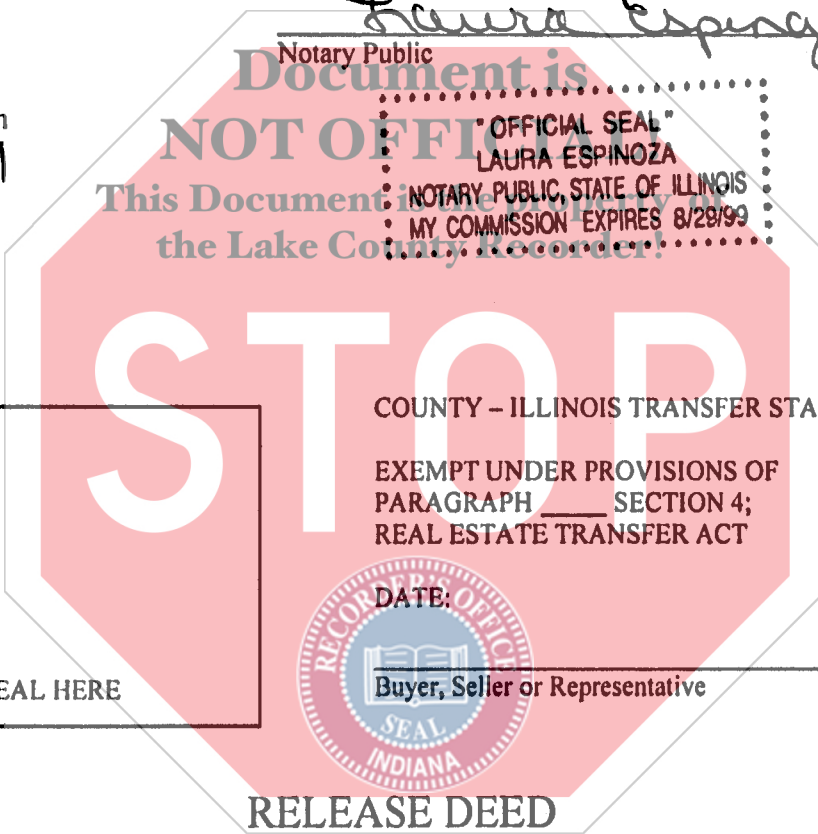 Laura Espinoz
Notary Public
Document is
NOT OFFICIAL
This Document is the property of
the Lake County Recorder!
"OFFICIAL SEAL"
LAURA ESPINOZA
NOTARY PUBLIC, STATE OF ILLINOIS
MY COMMISSION EXPIRES 8/29/99
STOP
COUNTY – ILLINOIS TRANSFER STA
EXEMPT UNDER PROVISIONS OF
PARAGRAPH _____ SECTION 4;
REAL ESTATE TRANSFER ACT
DATE:
EAL HERE
Buyer, Seller or Representative
RECORDER'S OFFICE
SEAL
INDIANA
RELEASE DEED